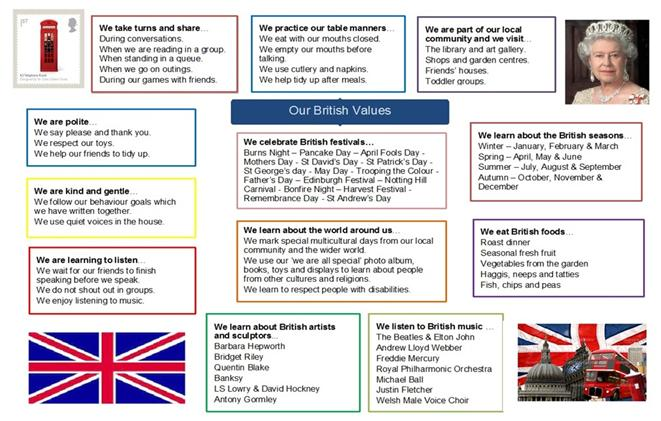 1ST
We take turns and share…
During conversations.
When we are reading in a group.
When standing in a queue.
When we go on outings.
During our games with friends.
We practice our table manners…
We eat with our mouths closed.
We empty our mouths before
talking.
We use cutlery and napkins.
We help tidy up after meals.
We are part of our local
community and we visit…
The library and art gallery.
Shops and garden centres.
Friends' houses.
Toddler groups.
Our British Values
We are polite…
We say please and thank you.
We respect our toys.
We help our friends to tidy up.
We celebrate British festivals…
Burns Night – Pancake Day – April Fools Day -
Mothers Day - St David's Day - St Patrick's Day -
St George's day - May Day - Trooping the Colour -
Father's Day – Edinburgh Festival – Notting Hill
Carnival - Bonfire Night – Harvest Festival -
Remembrance Day - St Andrew's Day
We learn about the British seasons…
Winter – January, February & March
Spring – April, May & June
Summer – July, August & September
Autumn – October, November &
December
We are kind and gentle…
We follow our behaviour goals which
we have written together.
We use quiet voices in the house.
We are learning to listen…
We wait for our friends to finish
speaking before we speak.
We do not shout out in groups.
We enjoy listening to music.
We learn about the world around us…
We mark special multicultural days from our local
community and the wider world.
We use our 'we are all special' photo album,
books, toys and displays to learn about people
from other cultures and religions.
We learn to respect people with disabilities.
We eat British foods…
Roast dinner
Seasonal fresh fruit
Vegetables from the garden
Haggis, neeps and tatties
Fish, chips and peas
We learn about British artists
and sculptors…
Barbara Hepworth
Bridget Riley
Quentin Blake
Banksy
LS Lowry & David Hockney
Antony Gormley
We listen to British music …
The Beatles & Elton John
Andrew Lloyd Webber
Freddie Mercury
Royal Philharmonic Orchestra
Michael Ball
Justin Fletcher
Welsh Male Voice Choir